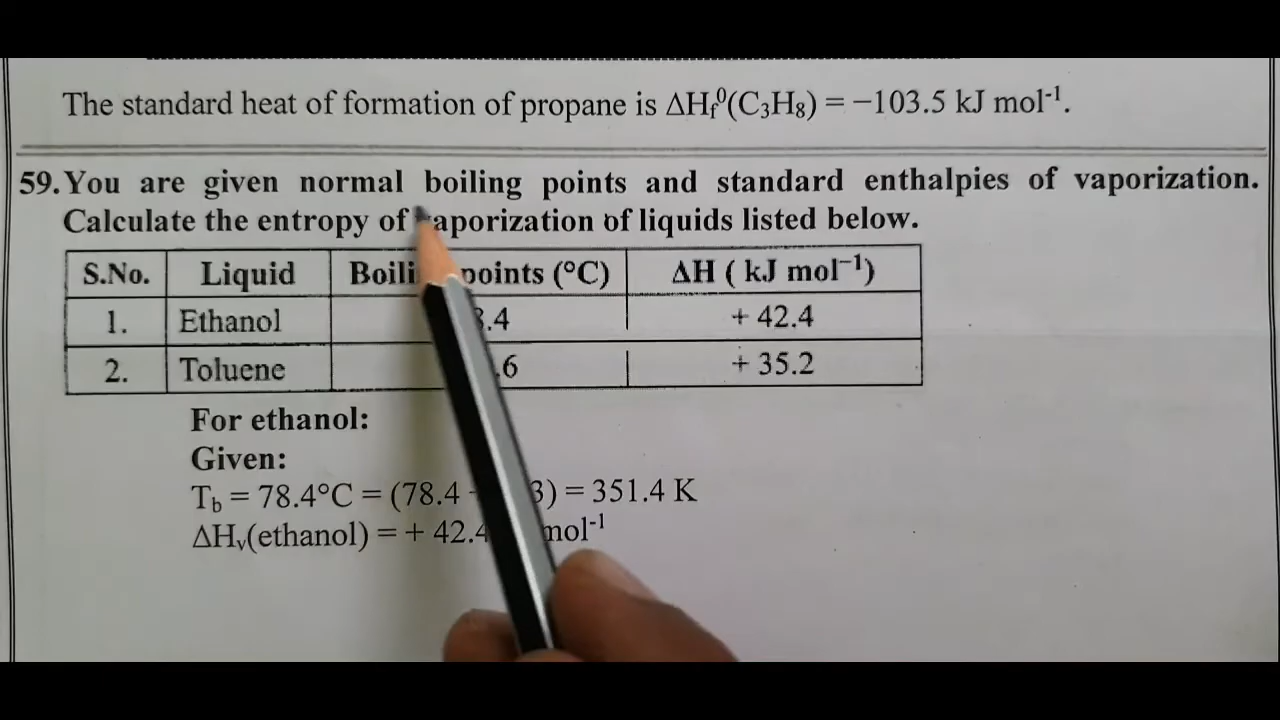 The standard heat of formation of propane is ΔHf⁰(C₃H₈) = −103.5 kJ mol⁻¹.
59. You are given normal boiling points and standard enthalpies of vaporization.
Calculate the entropy of vaporization of liquids listed below.
S.No. Liquid points (°C) ΔH ( kJ mol⁻¹)
1. Ethanol .4 + 42.4
2. Toluene .6 + 35.2
For ethanol:
Given:
T_b = 78.4°C = (78.4 3) = 351.4 K
ΔHᵥ(ethanol) = + 42.4 mol⁻¹